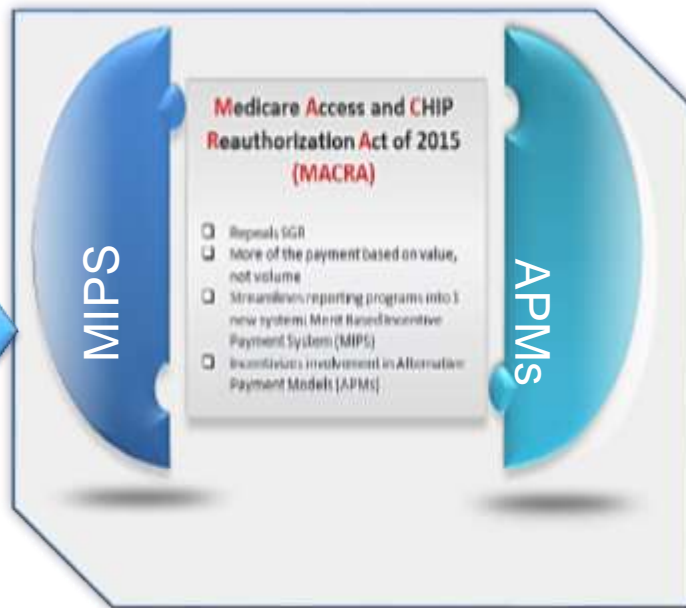 MIPS
Medicare Access and CHIP
Reauthorization Act of 2015
(MACRA)
Repeals SGR
More of the payment based on value,
not volume
Streamlines reporting programs into 1
new system: Merit Based Incentive
Payment System (MIPS)
Incentivizes involvement in Alternative
Payment Models (APMs)
APMs